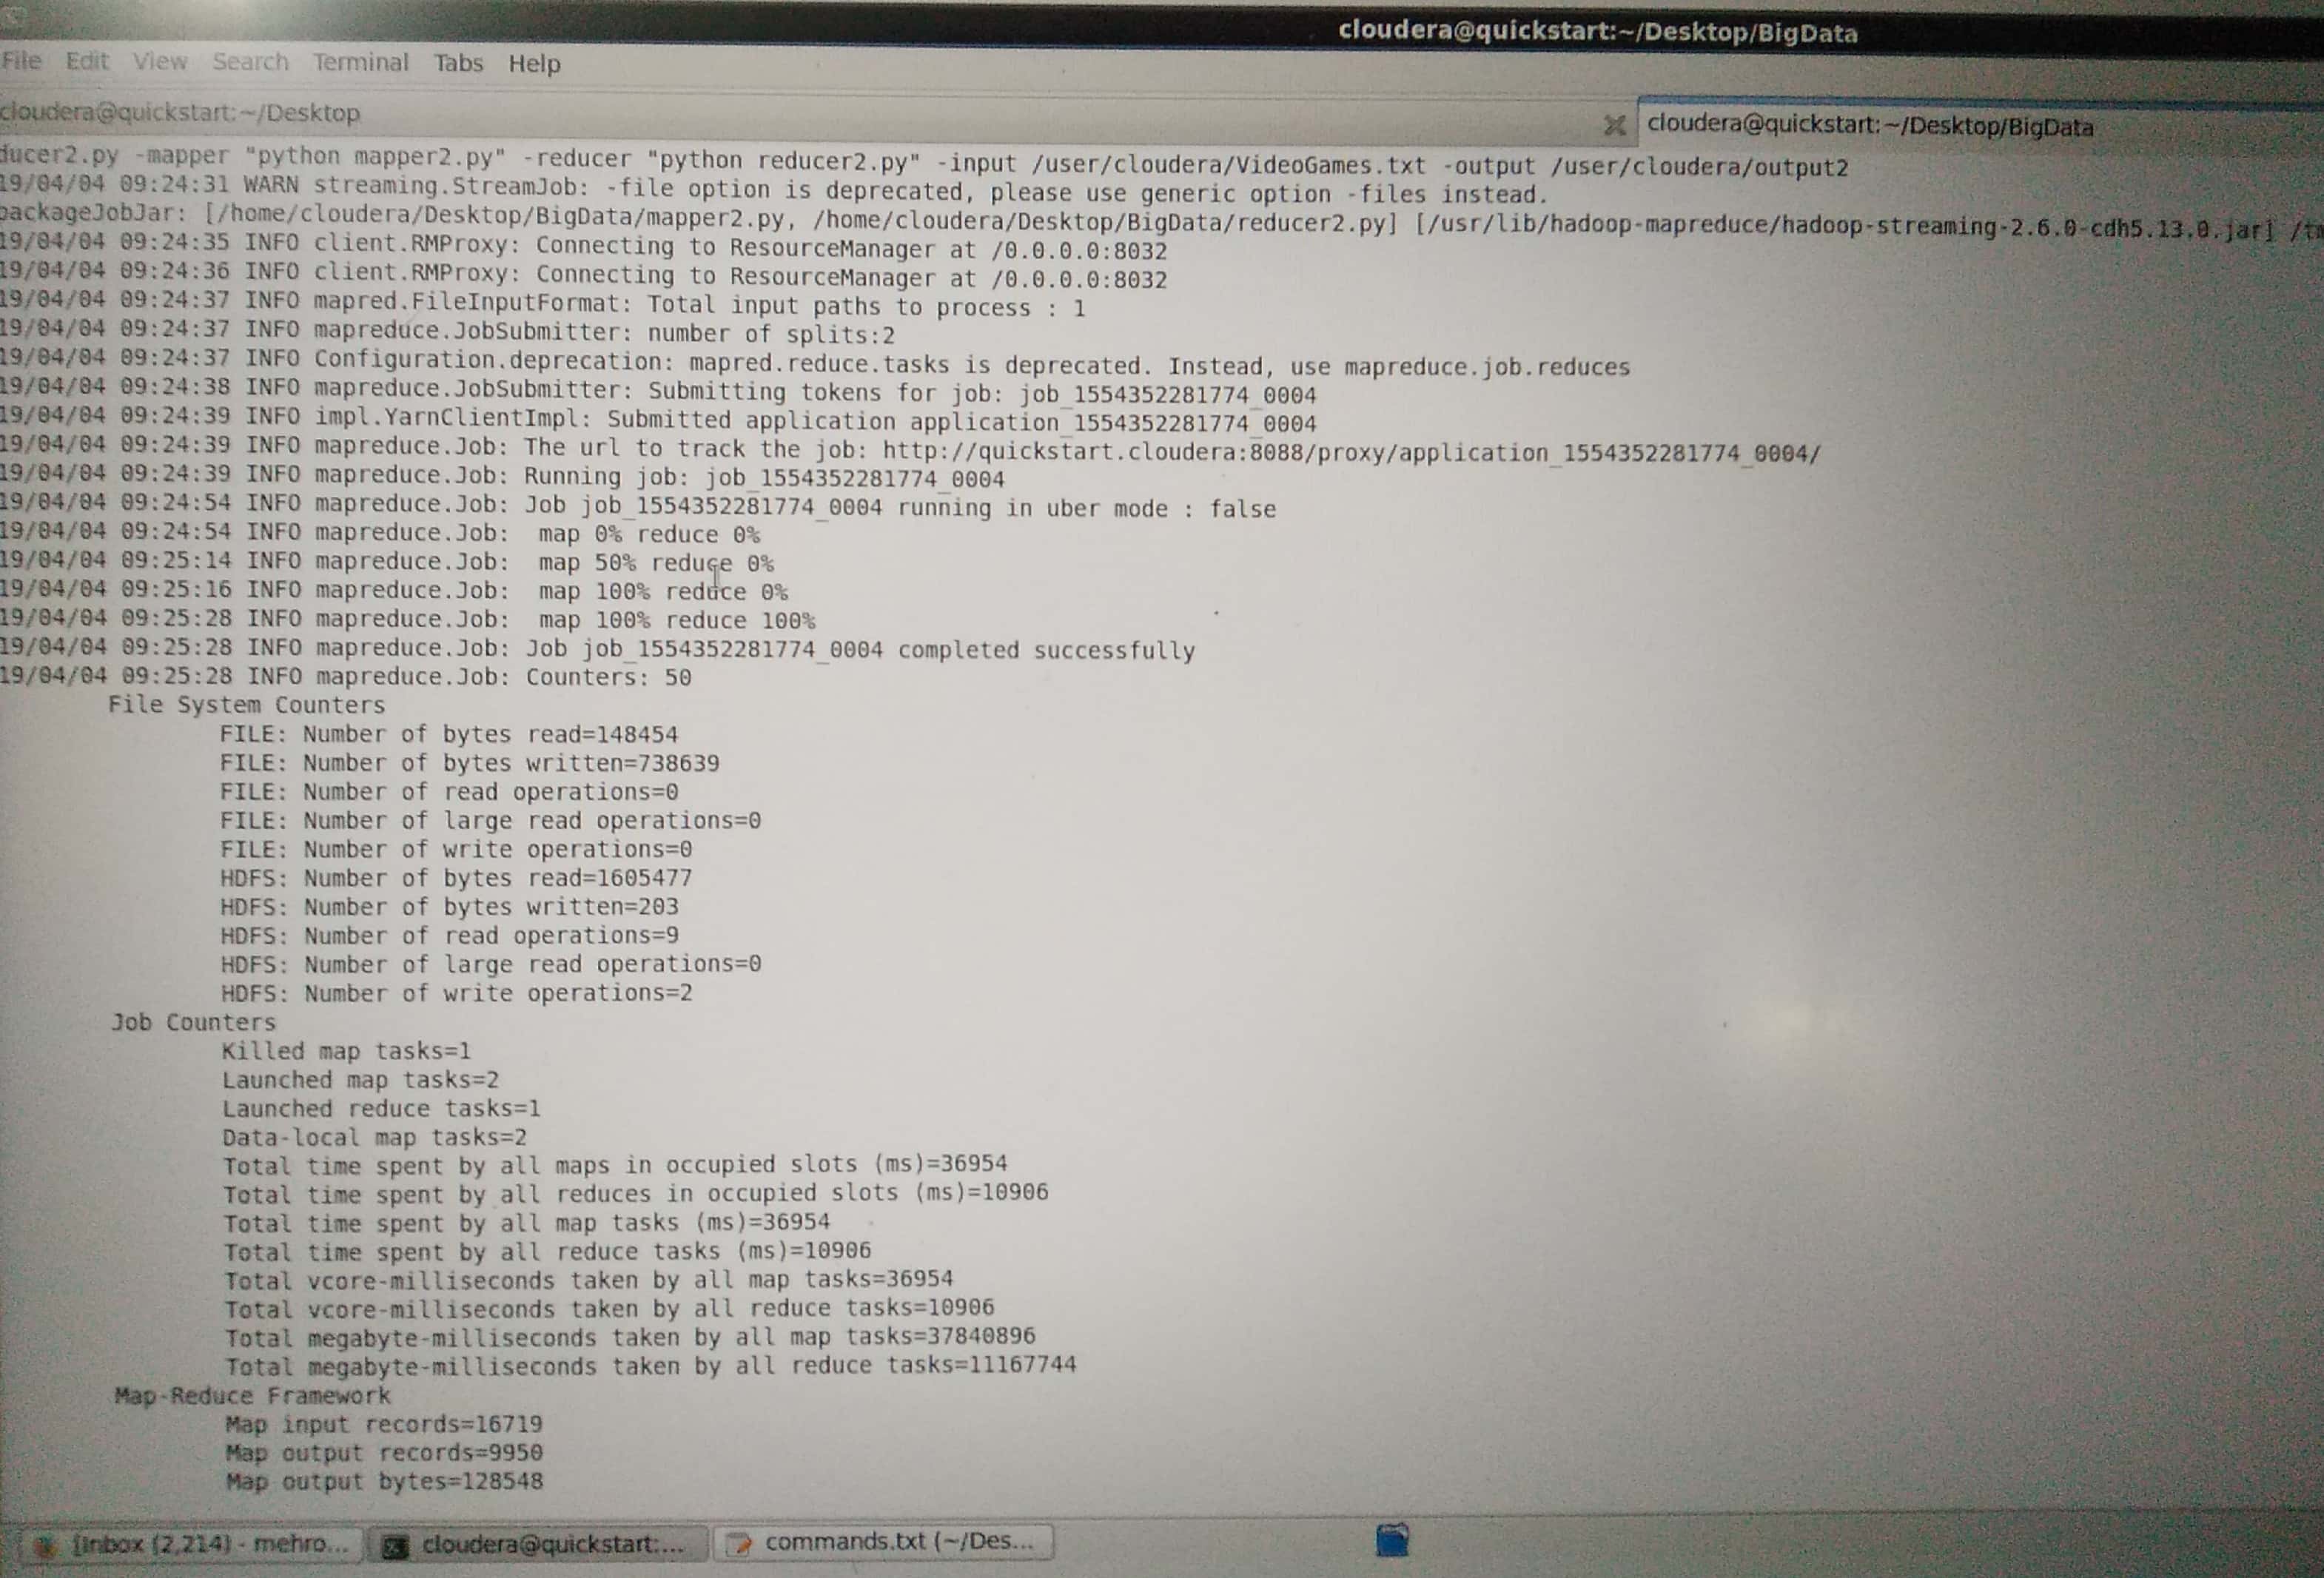 cloudera@quickstart:~/Desktop/BigData
File Edit View Search Terminal Tabs Help
cloudera@quickstart:~/Desktop
cloudera@quickstart:~/Desktop/BigData
ducer2.py -mapper "python mapper2.py" -reducer "python reducer2.py" -input /user/cloudera/VideoGames.txt -output /user/cloudera/output2
19/04/04 09:24:31 WARN streaming.StreamJob: -file option is deprecated, please use generic option -files instead.
packageJobJar: [/home/cloudera/Desktop/BigData/mapper2.py, /home/cloudera/Desktop/BigData/reducer2.py] [/usr/lib/hadoop-mapreduce/hadoop-streaming-2.6.0-cdh5.13.0.jar] /tm
19/04/04 09:24:35 INFO client.RMProxy: Connecting to ResourceManager at /0.0.0.0:8032
19/04/04 09:24:36 INFO client.RMProxy: Connecting to ResourceManager at /0.0.0.0:8032
19/04/04 09:24:37 INFO mapred.FileInputFormat: Total input paths to process : 1
19/04/04 09:24:37 INFO mapreduce.JobSubmitter: number of splits:2
19/04/04 09:24:37 INFO Configuration.deprecation: mapred.reduce.tasks is deprecated. Instead, use mapreduce.job.reduces
19/04/04 09:24:38 INFO mapreduce.JobSubmitter: Submitting tokens for job: job_1554352281774_0004
19/04/04 09:24:39 INFO impl.YarnClientImpl: Submitted application application_1554352281774_0004
19/04/04 09:24:39 INFO mapreduce.Job: The url to track the job: http://quickstart.cloudera:8088/proxy/application_1554352281774_0004/
19/04/04 09:24:39 INFO mapreduce.Job: Running job: job_1554352281774_0004
19/04/04 09:24:54 INFO mapreduce.Job: Job job_1554352281774_0004 running in uber mode : false
19/04/04 09:24:54 INFO mapreduce.Job:  map 0% reduce 0%
19/04/04 09:25:14 INFO mapreduce.Job:  map 50% reduce 0%
19/04/04 09:25:16 INFO mapreduce.Job:  map 100% reduce 0%
19/04/04 09:25:28 INFO mapreduce.Job:  map 100% reduce 100%
19/04/04 09:25:28 INFO mapreduce.Job: Job job_1554352281774_0004 completed successfully
19/04/04 09:25:28 INFO mapreduce.Job: Counters: 50
File System Counters
FILE: Number of bytes read=148454
FILE: Number of bytes written=738639
FILE: Number of read operations=0
FILE: Number of large read operations=0
FILE: Number of write operations=0
HDFS: Number of bytes read=1605477
HDFS: Number of bytes written=203
HDFS: Number of read operations=9
HDFS: Number of large read operations=0
HDFS: Number of write operations=2
Job Counters
Killed map tasks=1
Launched map tasks=2
Launched reduce tasks=1
Data-local map tasks=2
Total time spent by all maps in occupied slots (ms)=36954
Total time spent by all reduces in occupied slots (ms)=10906
Total time spent by all map tasks (ms)=36954
Total time spent by all reduce tasks (ms)=10906
Total vcore-milliseconds taken by all map tasks=36954
Total vcore-milliseconds taken by all reduce tasks=10906
Total megabyte-milliseconds taken by all map tasks=37840896
Total megabyte-milliseconds taken by all reduce tasks=11167744
Map-Reduce Framework
Map input records=16719
Map output records=9950
Map output bytes=128548
[Inbox (2,214) - mehro... cloudera@quickstart:... commands.txt (~/Des...